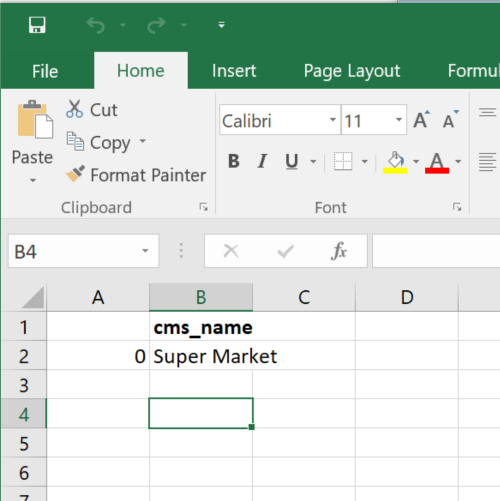 File Home Insert Page Layout Formu
Cut
Copy
Paste
Format Painter
Clipboard
Calibri 11 A A
B I U A
Font
B4 fx
A B C D
1 cms_name
2 0 Super Market
3
4
5
6
7